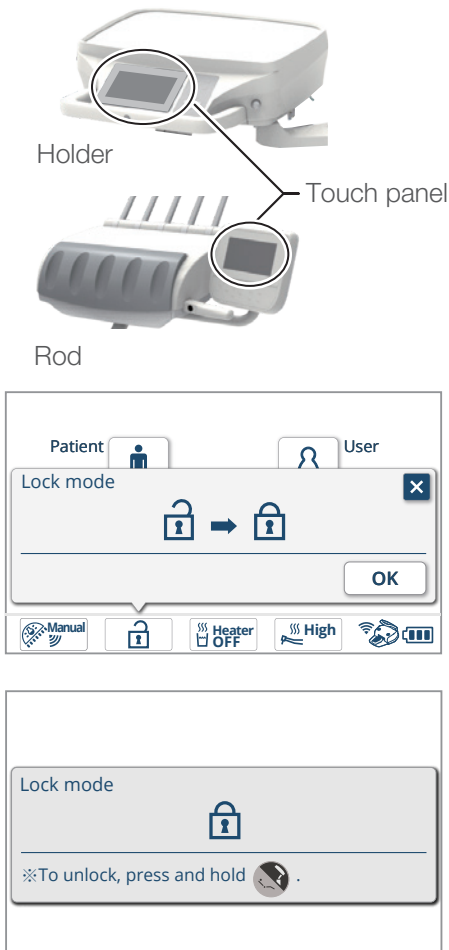 Holder
Touch panel
Rod
Patient
User
Lock mode
OK
Manual
Heater
OFF
High
Lock mode
※To unlock, press and hold .